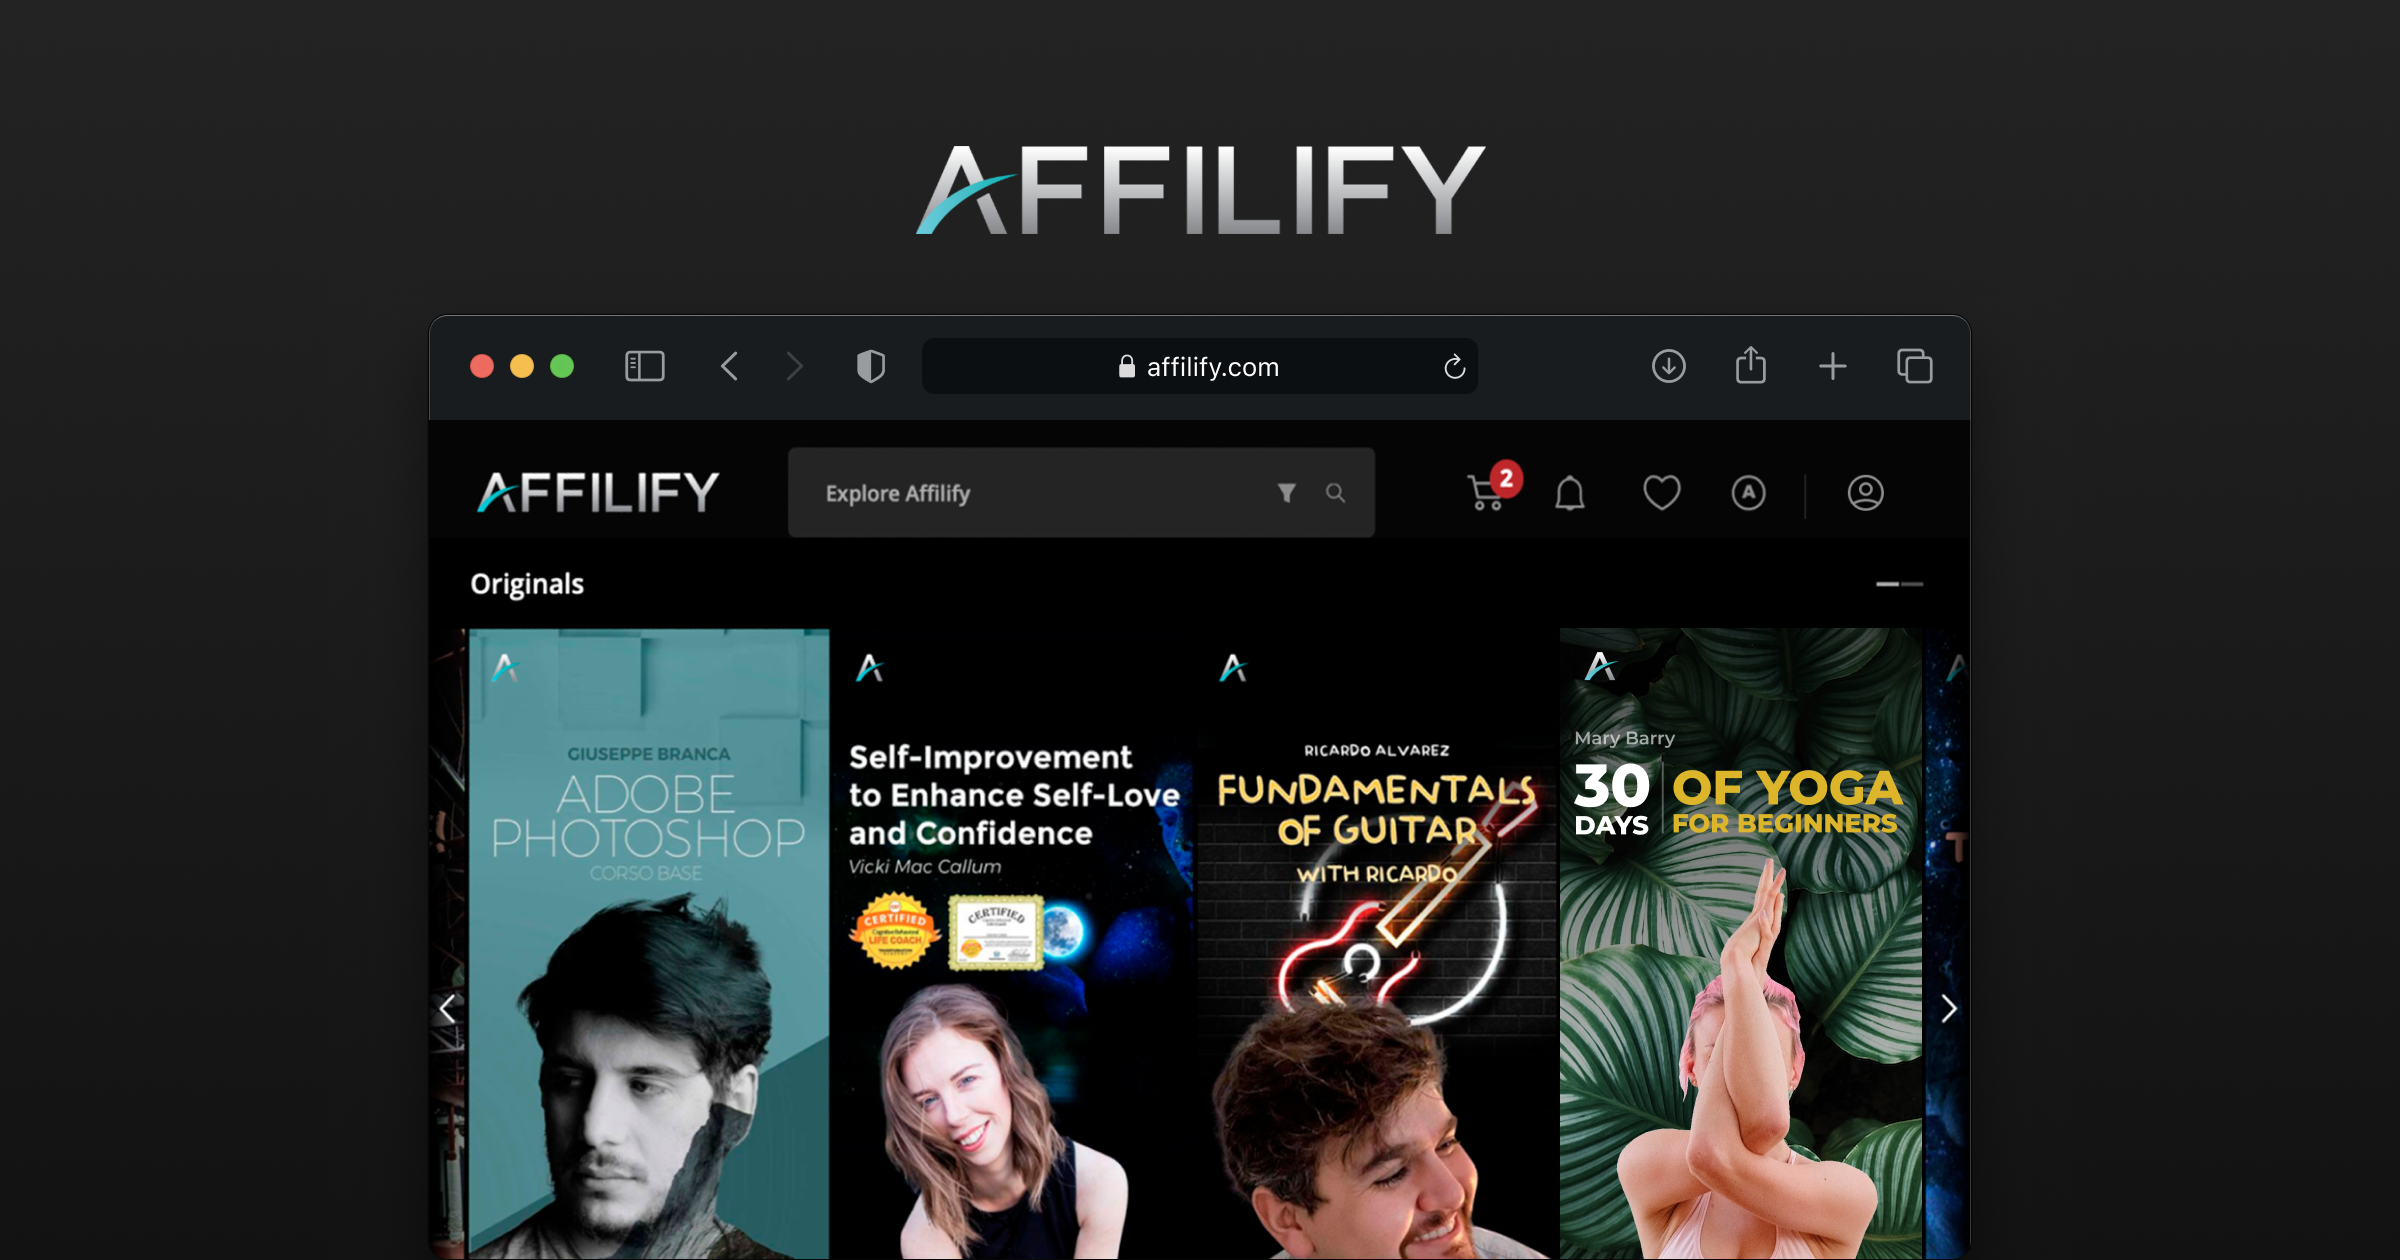 AFFILIFY
affilify.com
AFFILIFY
Explore Affilify
2
A
Originals
GIUSEPPE BRANCA
ADOBE
PHOTOSHOP
CORSO BASE
Self-Improvement
to Enhance Self-Love
and Confidence
Vicki Mac Callum
CERTIFIED
Cognitive Behavioral
LIFE COACH
CERTIFIED
RICARDO ALVAREZ
FUNDAMENTALS
OF GUITAR
WITH RICARDO
Mary Barry
30 DAYS
OF YOGA
FOR BEGINNERS
T